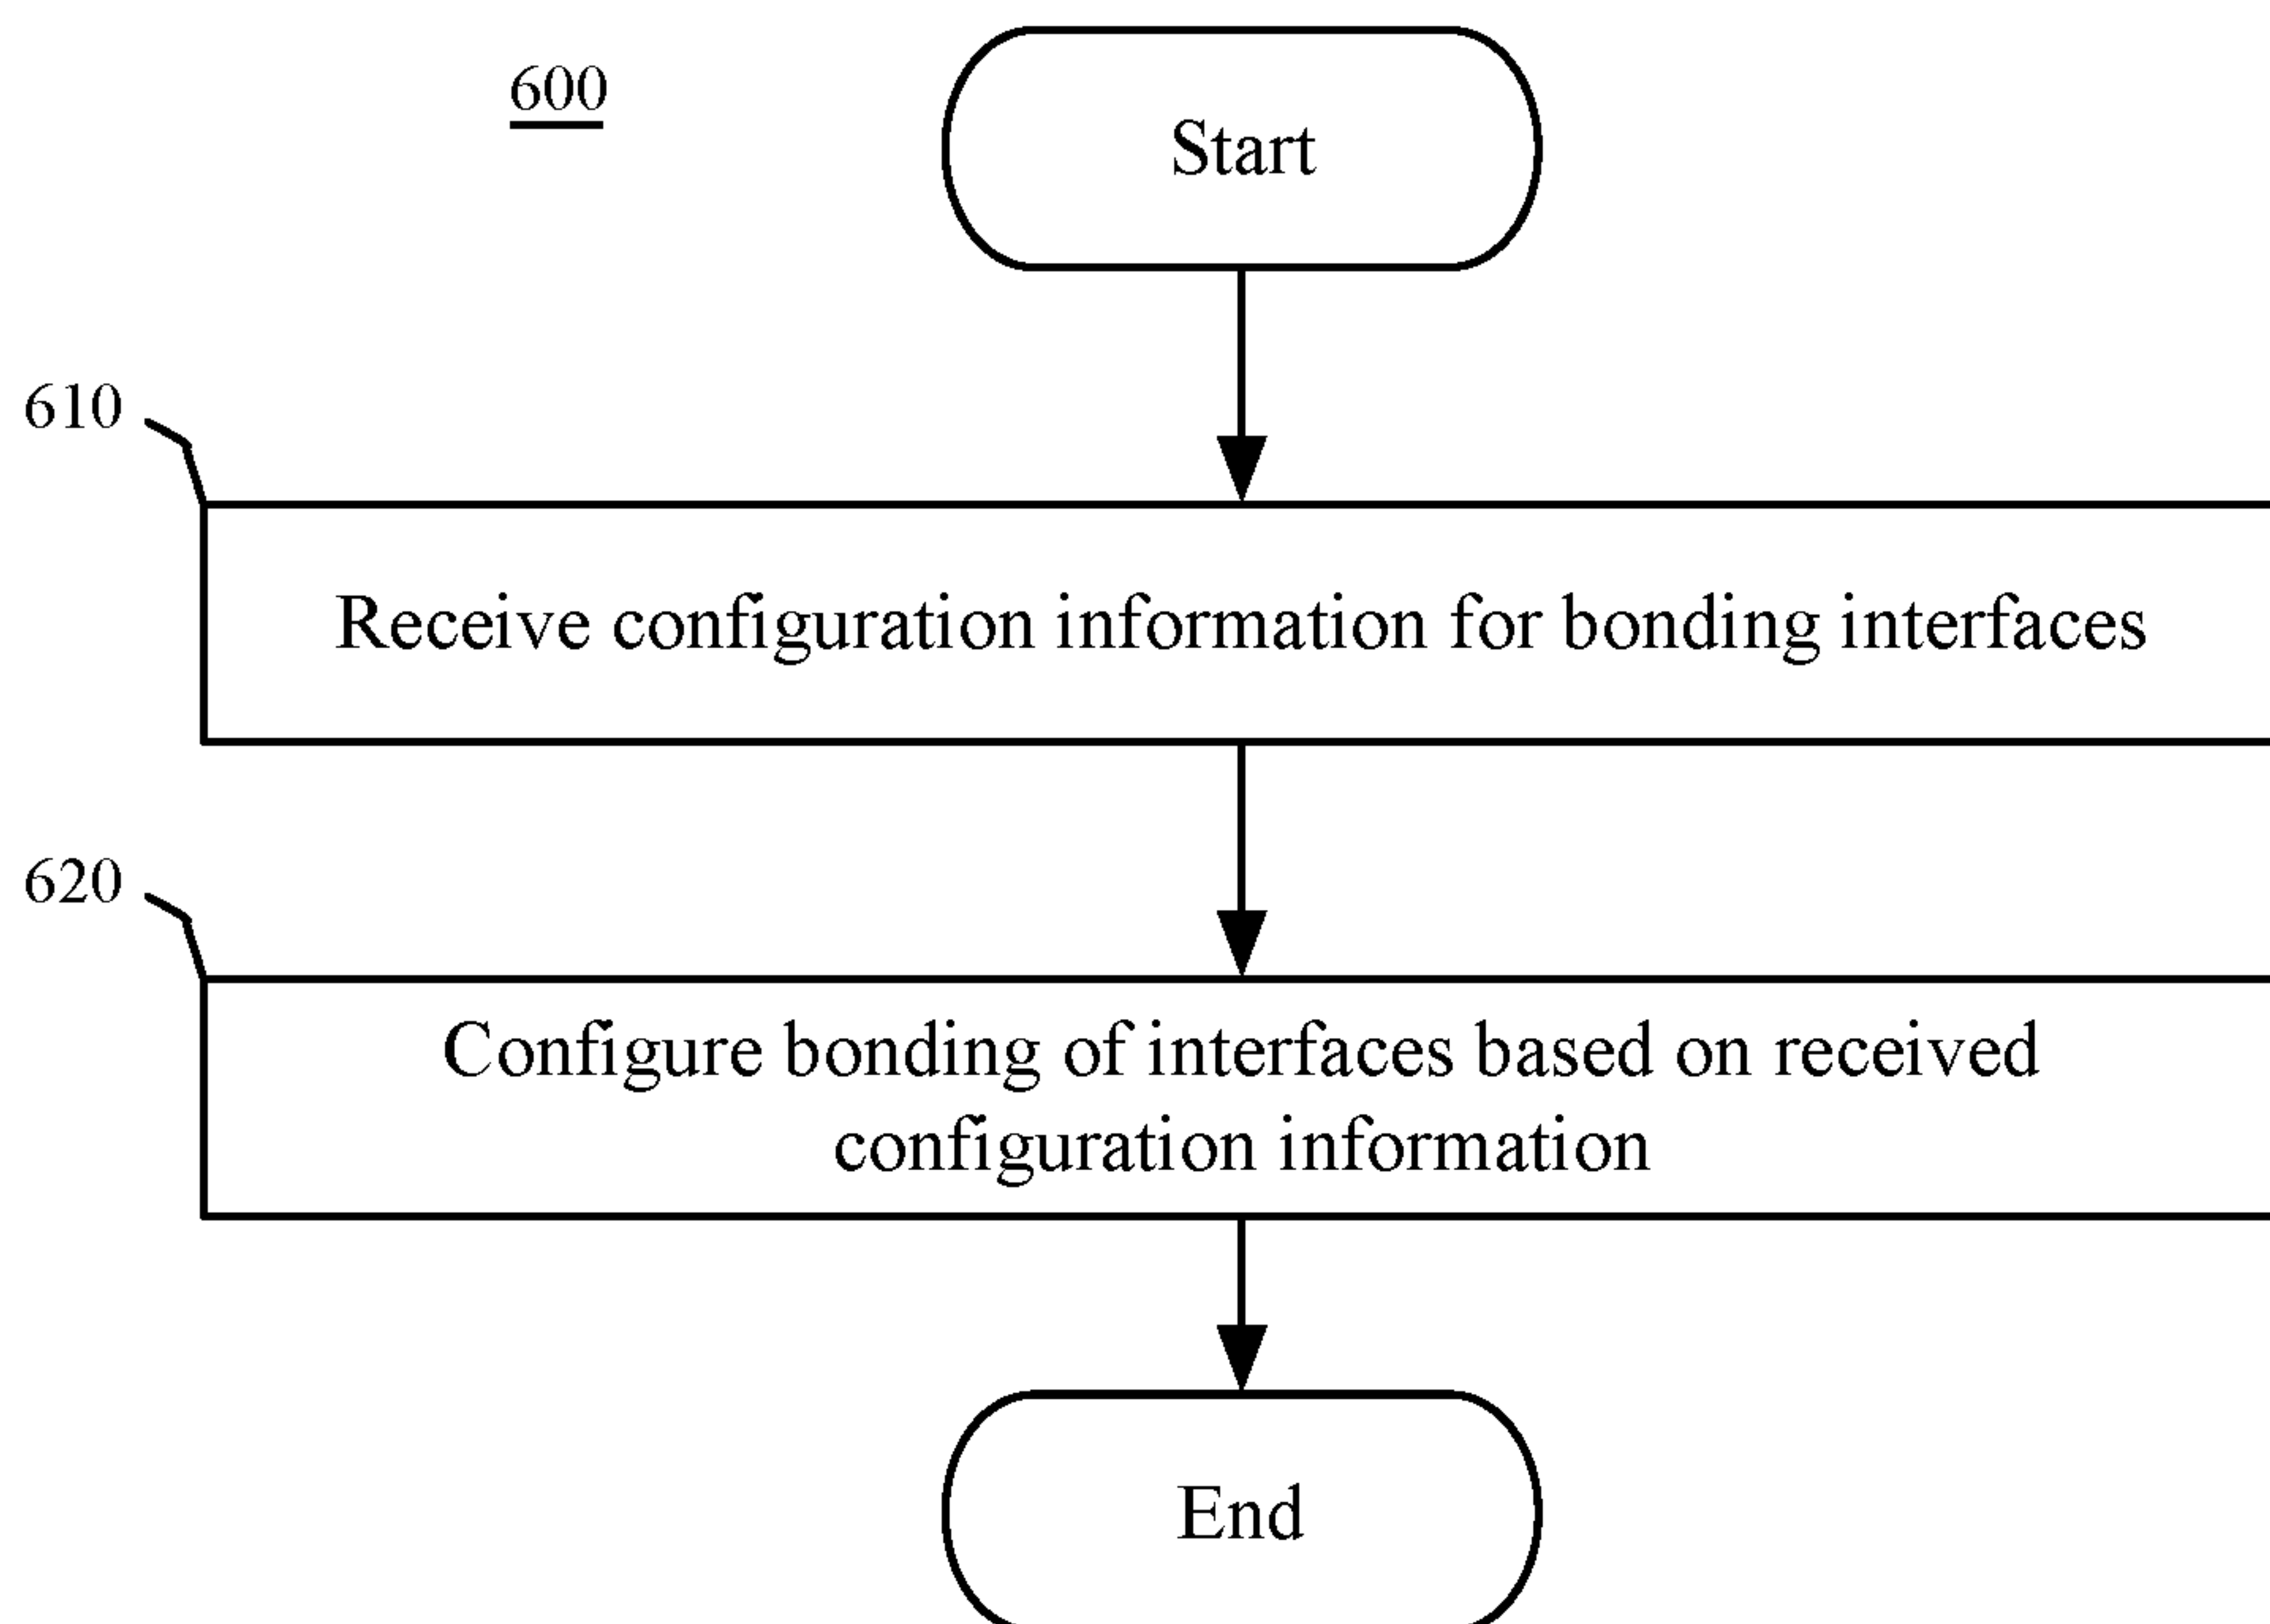 600
Start
610
Receive configuration information for bonding interfaces
620
Configure bonding of interfaces based on received
configuration information
End